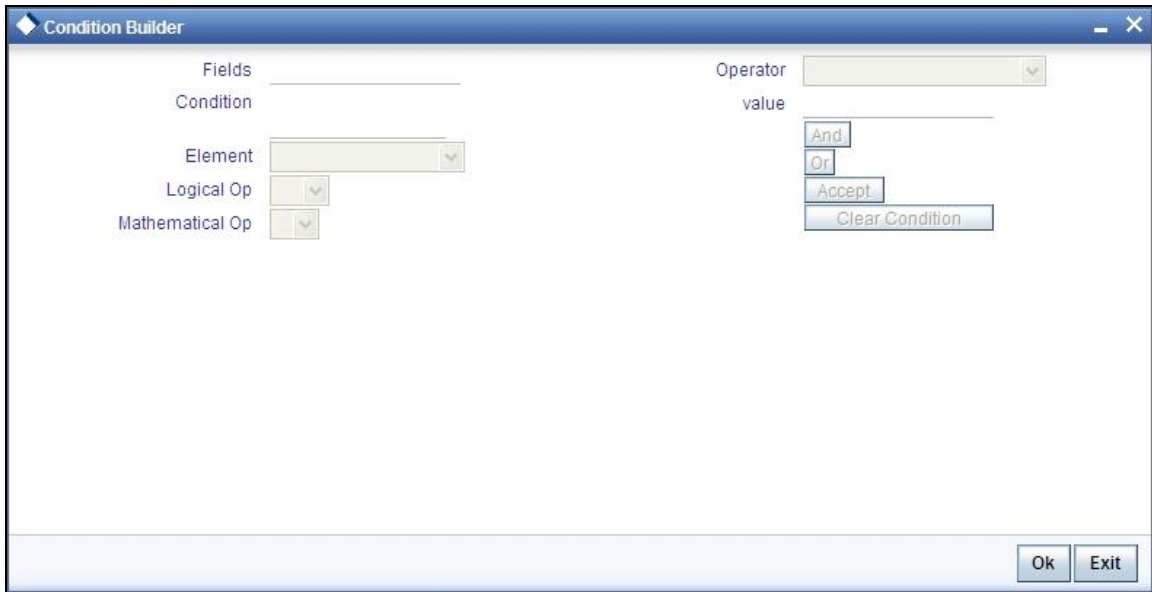 Condition Builder
Fields
Operator
Condition
value
And
Element
Or
Logical Op
Accept
Mathematical Op
Clear Condition
Ok
Exit